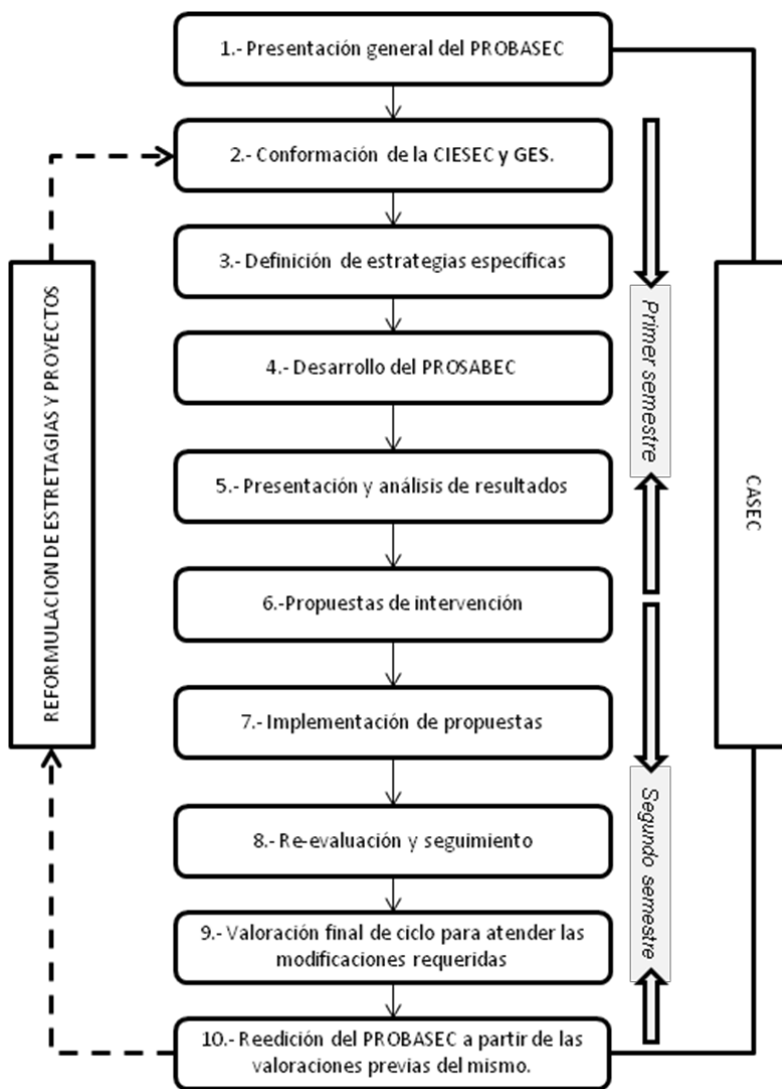 1.- Presentación general del PROBASEC
2.- Conformación de la CIESEC y GES.
3.- Definición de estrategias específicas
4.- Desarrollo del PROSABEC
5.- Presentación y análisis de resultados
6.-Propuestas de intervención
7.- Implementación de propuestas
8.- Re-evaluación y seguimiento
9.- Valoración final de ciclo para atender las
modificaciones requeridas
10.- Reedición del PROBASEC a partir de las
valoraciones previas del mismo.
REFORMULACION DE ESTRETAGIAS Y PROYECTOS
Primer semestre
Segundo semestre
CASEC